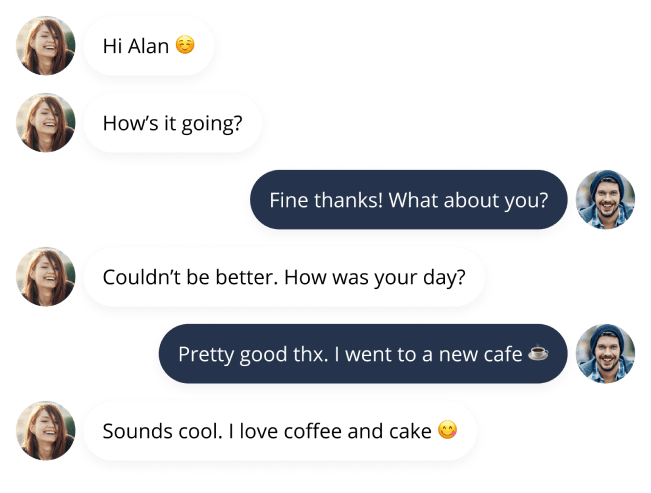 Hi Alan ☺️
How’s it going?
Fine thanks! What about you?
Couldn’t be better. How was your day?
Pretty good thx. I went to a new cafe ☕
Sounds cool. I love coffee and cake 😋